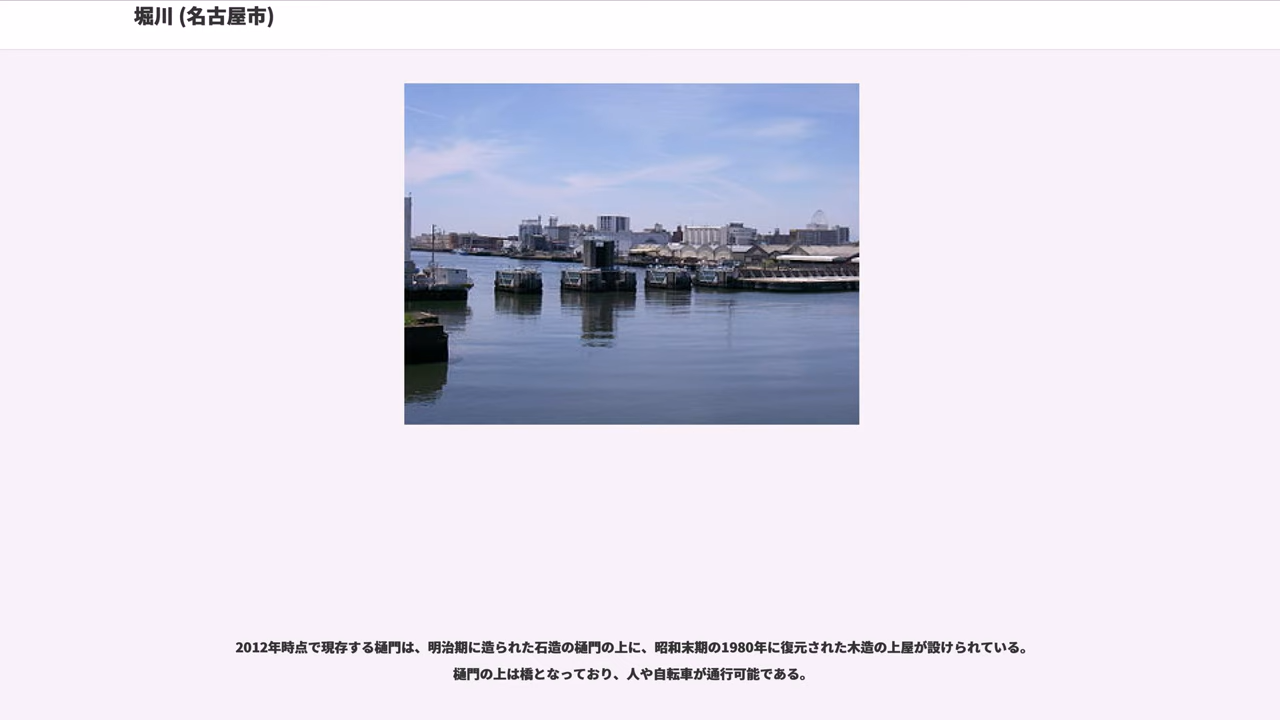 堀川 (名古屋市)
2012年時点で現存する樋門は、明治期に造られた石造の樋門の上に、昭和末期の1980年に復元された木造の上屋が設けられている。
樋門の上は橋となっており、人や自転車が通行可能である。